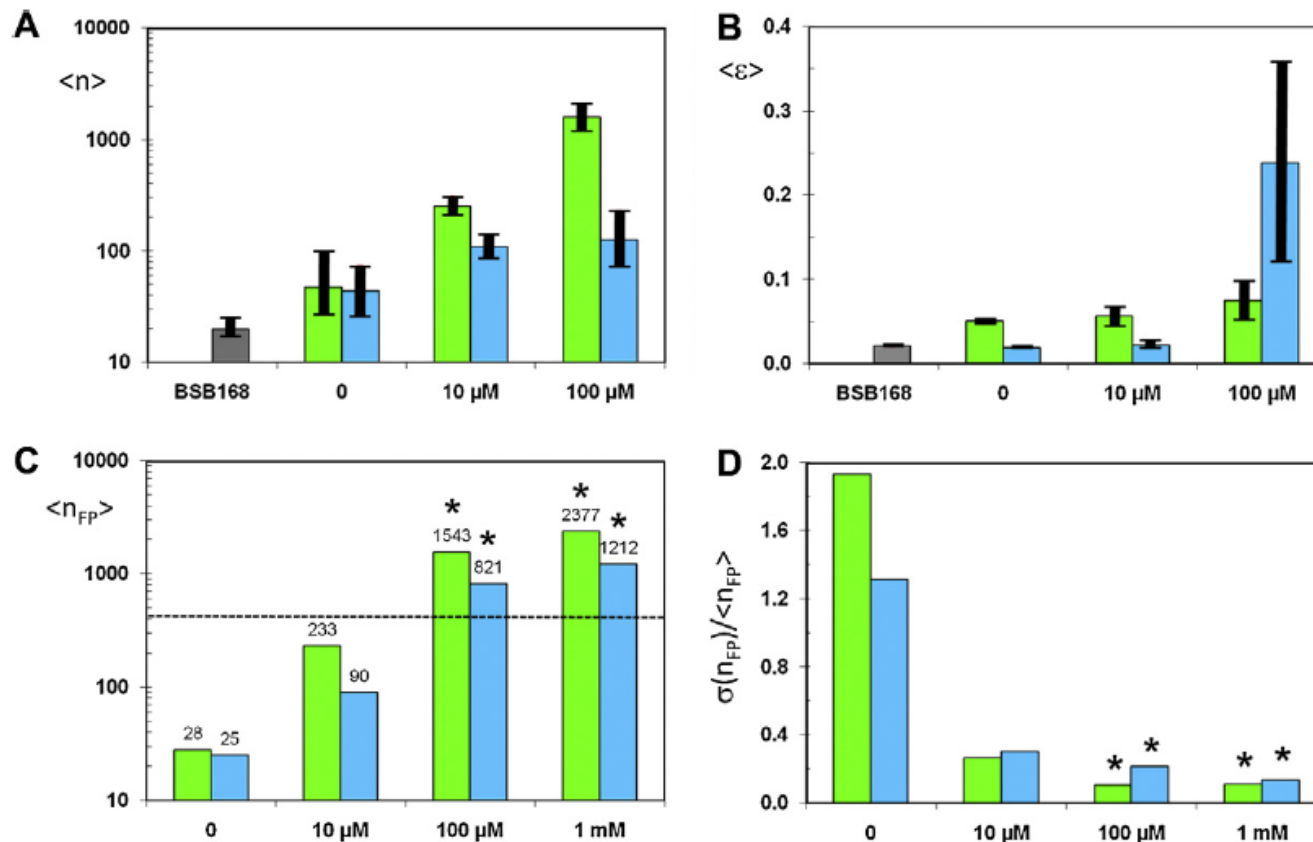 A
10000
<n>
1000
100
10
BSB168
0
10 µM
100 µM
B
0.4
<ε>
0.3
0.2
0.1
0.0
BSB168
0
10 µM
100 µM
C
10000
<nFP>
1000
100
10
28
25
233
90
*
1543
*
821
*
2377
*
1212
0
10 µM
100 µM
1 mM
D
2.0
1.6
1.2
0.8
0.4
0.0
σ(nFP)/<nFP>
*
*
*
*
0
10 µM
100 µM
1 mM